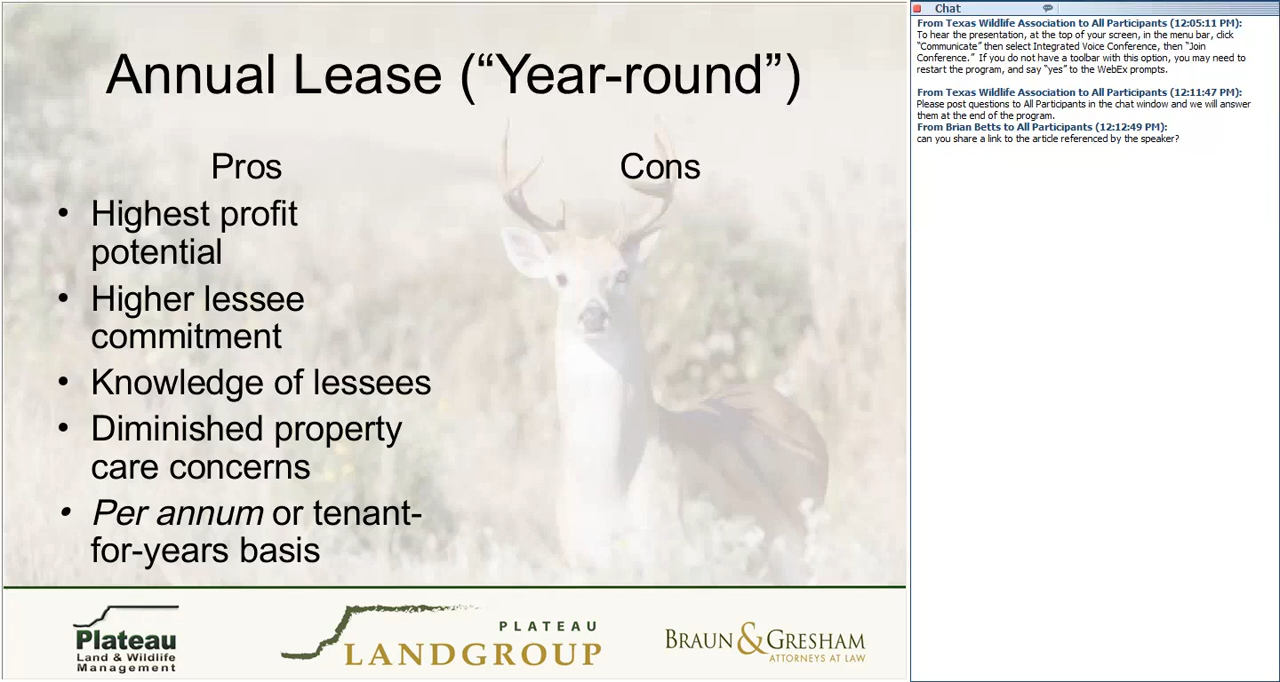 Annual Lease (“Year-round”)
Pros
• Highest profit
potential
• Higher lessee
commitment
• Knowledge of lessees
• Diminished property
care concerns
• Per annum or tenant-
for-years basis
Cons
Plateau
Land & Wildlife
Management
PLATEAU
LANDGROUP
BRAUN & GRESHAM
ATTORNEYS AT LAW
Chat
From Texas Wildlife Association to All Participants (12:05:11 PM):
To hear the presentation, at the top of your screen, in the menu bar, click
“Communicate” then select Integrated Voice Conference, then “Join
Conference.” If you do not have a toolbar with this option, you may need to
restart the program, and say “yes” to the WebEx prompts.
From Texas Wildlife Association to All Participants (12:11:47 PM):
Please post questions to All Participants in the chat window and we will answer
them at the end of the program.
From Brian Betts to All Participants (12:12:49 PM):
can you share a link to the article referenced by the speaker?